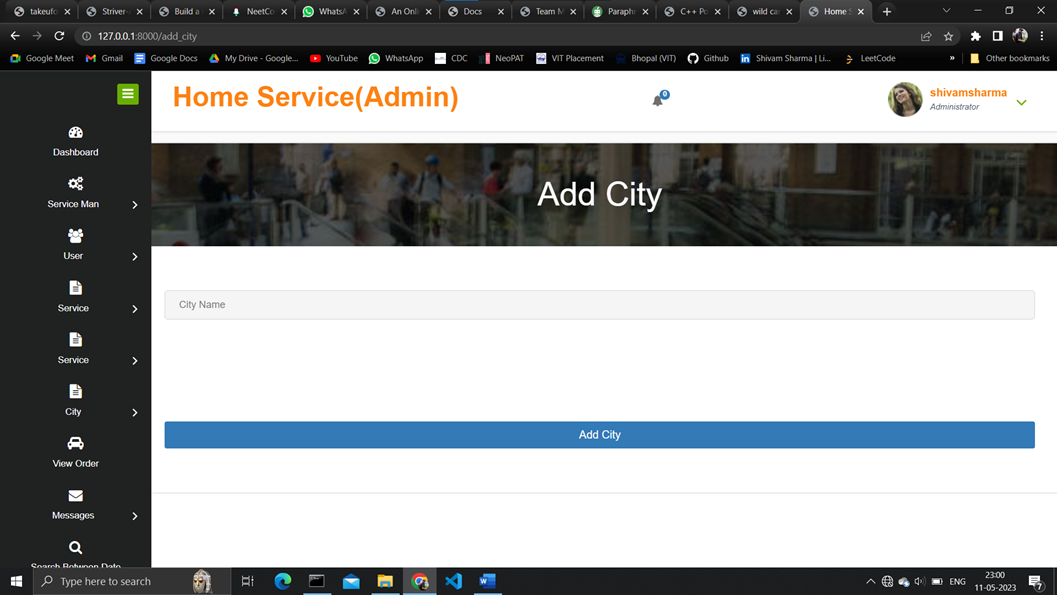 takeufo
Striver-
Build a
NeetCo
WhatsA
An Onli
Docs
Team M
Paraph
C++ Po
wild ca
Home S
127.0.0.1:8000/add_city
Google Meet
Gmail
Google Docs
My Drive - Google...
YouTube
WhatsApp
CDC
NeoPAT
VIT Placement
Bhopal (VIT)
Github
Shivam Sharma | Li...
LeetCode
»
Other bookmarks
Home Service(Admin)
0
shivamsharma
Administrator
Dashboard
Service Man
User
Service
Service
City
View Order
Messages
Search Between Date
Add City
City Name
Add City
Type here to search
ENG
23:00
11-05-2023
7